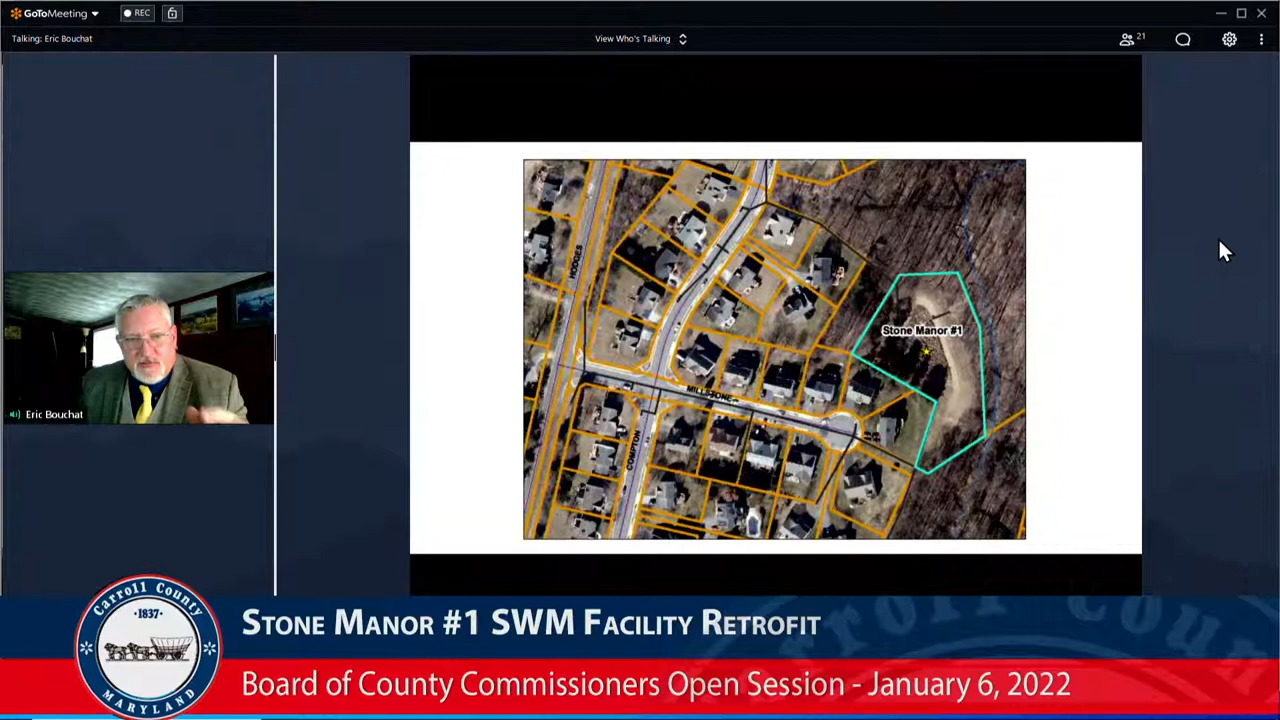 GoToMeeting
REC
Talking: Eric Bouchat
View Who's Talking
21
HODGES
Stone Manor #1
COMPTON
Eric Bouchat
Carroll County
·1837·
MARYLAND
STONE MANOR #1 SWM FACILITY RETROFIT
Board of County Commissioners Open Session - January 6, 2022